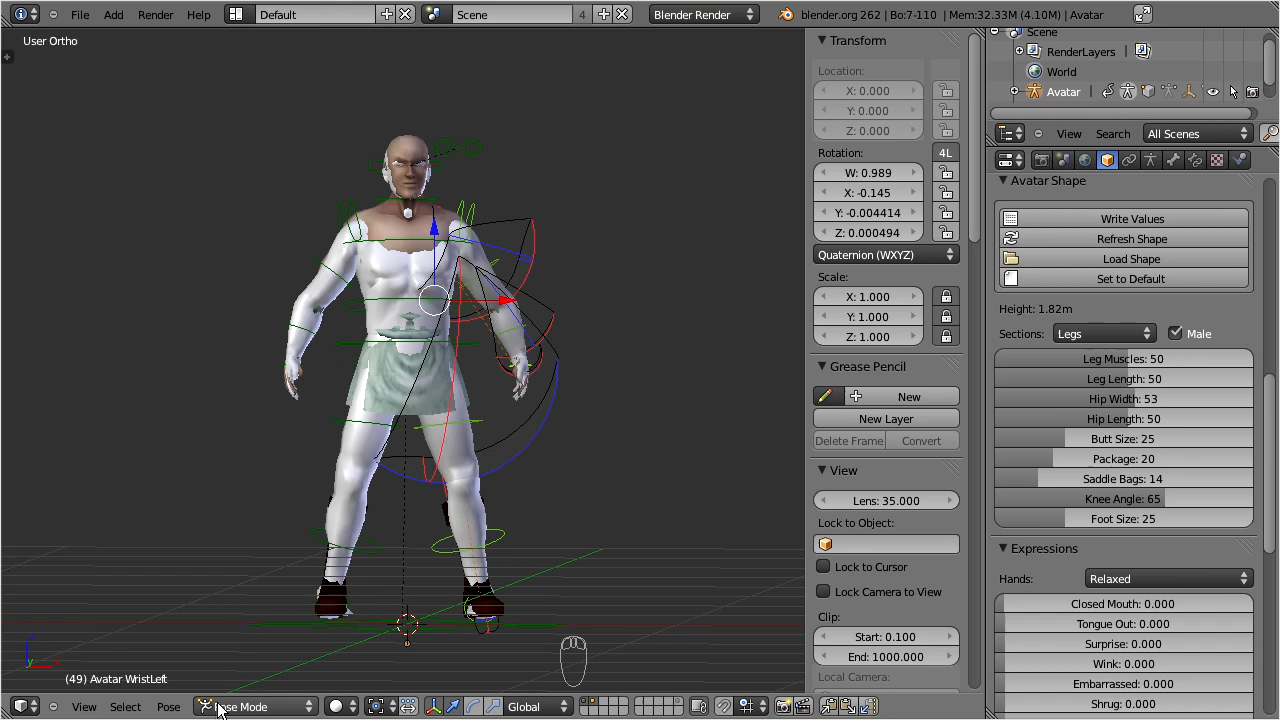 File Add Render Help Default Scene 4 Blender Render blender.org 262 | Bo:7-110 | Mem:32.33M (4.10M) | Avatar
User Ortho
(49) Avatar WristLeft
View Select Pose Pose Mode Global
Transform
Location:
X: 0.000
Y: 0.000
Z: 0.000
Rotation: 4L
W: 0.989
X: -0.145
Y: -0.004414
Z: 0.000494
Quaternion (WXYZ)
Scale:
X: 1.000
Y: 1.000
Z: 1.000
Grease Pencil
New
New Layer
Delete Frame Convert
View
Lens: 35.000
Lock to Object:
Lock to Cursor
Lock Camera to View
Clip:
Start: 0.100
End: 1000.000
Local Camera:
Scene
RenderLayers
World
Avatar
View Search All Scenes
Avatar Shape
Write Values
Refresh Shape
Load Shape
Set to Default
Height: 1.82m
Sections: Legs Male
Leg Muscles: 50
Leg Length: 50
Hip Width: 53
Hip Length: 50
Butt Size: 25
Package: 20
Saddle Bags: 14
Knee Angle: 65
Foot Size: 25
Expressions
Hands: Relaxed
Closed Mouth: 0.000
Tongue Out: 0.000
Surprise: 0.000
Wink: 0.000
Embarrassed: 0.000
Shrug: 0.000